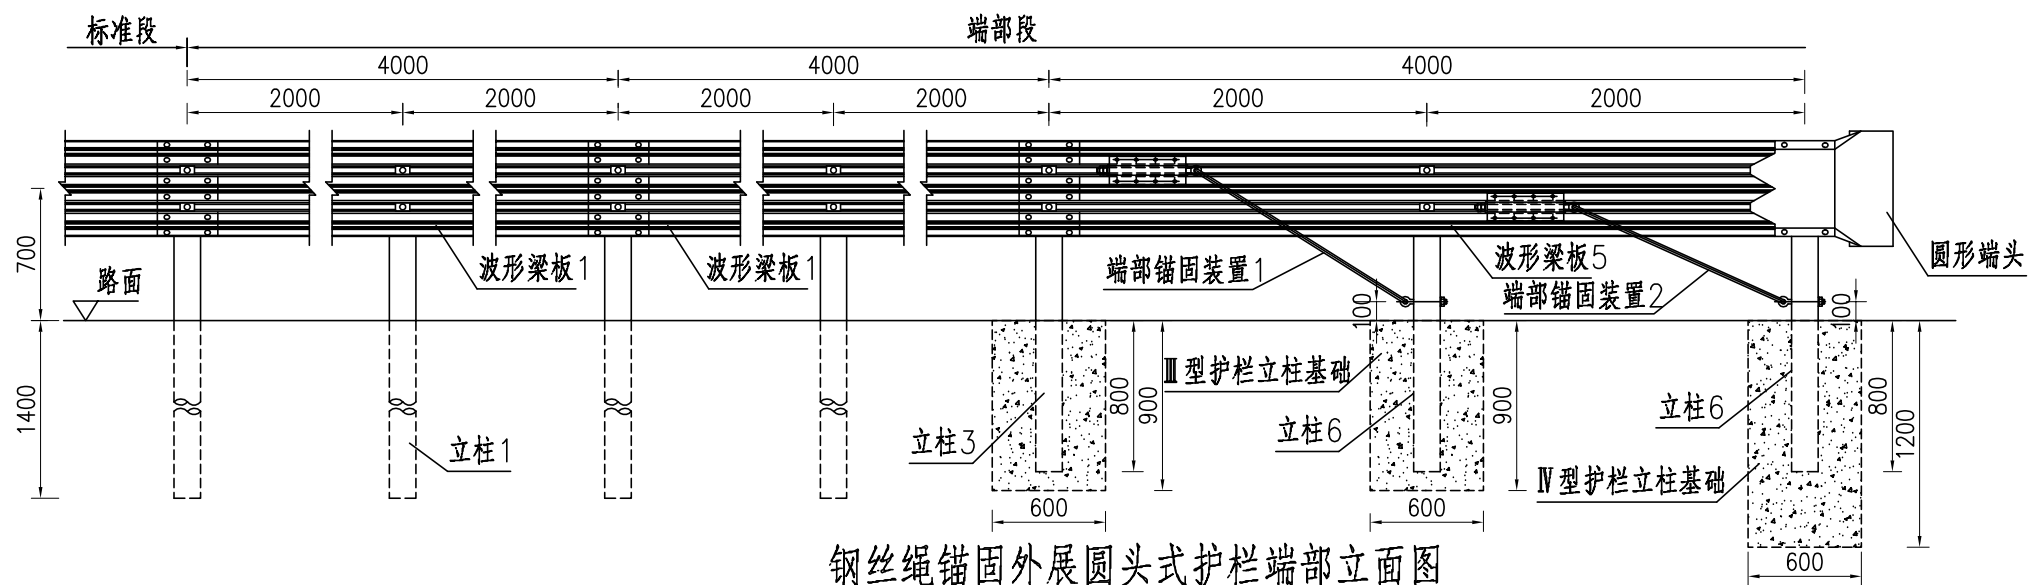 标准段
端部段
4000
4000
4000
2000
2000
2000
2000
2000
2000
700
路面
波形梁板1
波形梁板1
端部锚固装置1
波形梁板5
端部锚固装置2
圆形端头
100
100
1400
立柱1
立柱3
800
900
Ⅲ型护栏立柱基础
立柱6
900
立柱6
800
1200
Ⅳ型护栏立柱基础
600
600
600
钢丝绳锚固外展圆头式护栏端部立面图